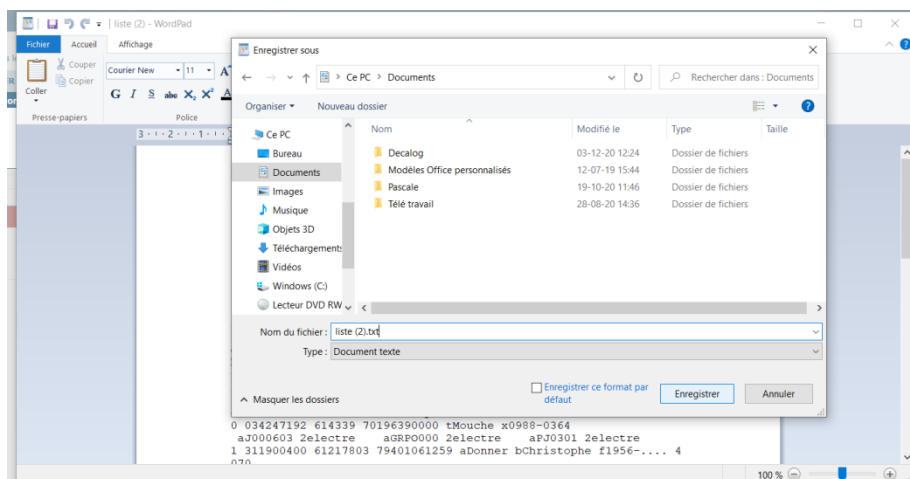 liste (2) - WordPad
Fichier Accueil Affichage
Coller
Couper
Copier
Presse-papiers
Courier New 11 A
G I S abc X₂ X² A
Police
3 · 1 · 2 · 1 · 1 ·
Enregistrer sous
Ce PC > Documents
Rechercher dans : Documents
Organiser Nouveau dossier
Nom Modifié le Type Taille
Ce PC
Bureau
Documents
Images
Musique
Objets 3D
Téléchargements
Vidéos
Windows (C:)
Lecteur DVD RW
Decalog 03-12-20 12:24 Dossier de fichiers
Modèles Office personnalisés 12-07-19 15:44 Dossier de fichiers
Pascale 19-10-20 11:46 Dossier de fichiers
Télé travail 28-08-20 14:36 Dossier de fichiers
Nom du fichier : liste (2).txt
Type : Document texte
Enregistrer ce format par
défaut
Masquer les dossiers
Enregistrer Annuler
0 034247192 614339 70196390000 tMouche x0988-0364
aJ000603 2electre aGRPO000 2electre aPJ0301 2electre
1 311900400 61217803 79401061259 aDonner bChristophe f1956-.... 4
070
100 %